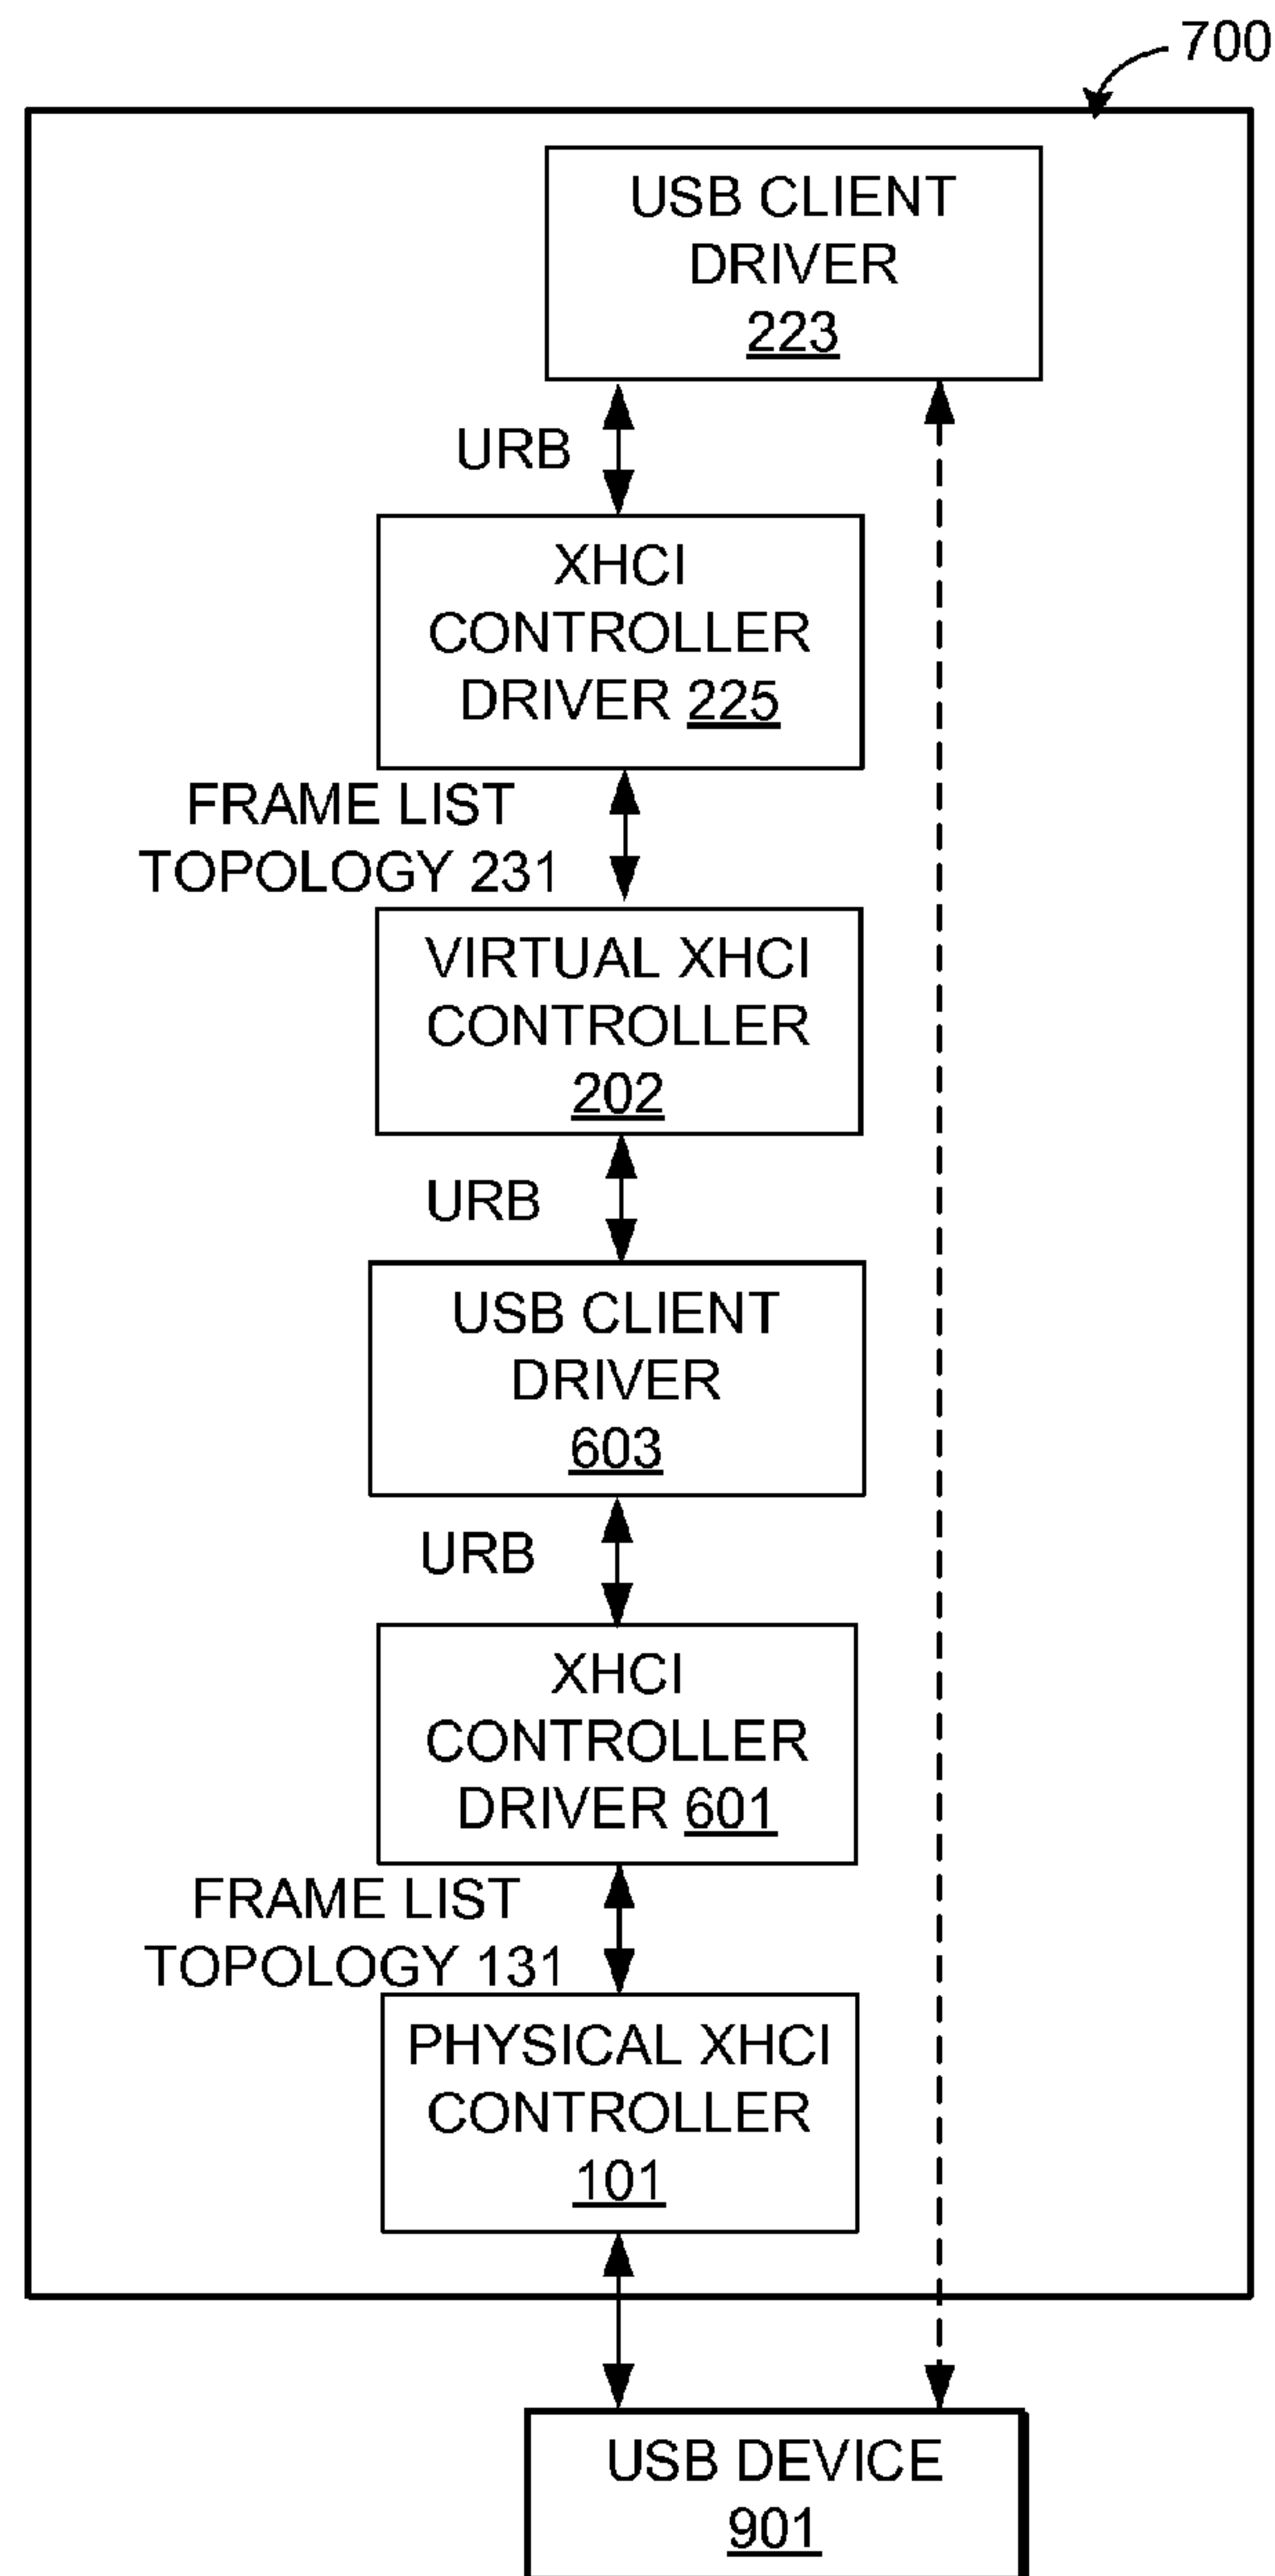 700
USB CLIENT
DRIVER
223
URB
XHCI
CONTROLLER
DRIVER 225
FRAME LIST
TOPOLOGY 231
VIRTUAL XHCI
CONTROLLER
202
URB
USB CLIENT
DRIVER
603
URB
XHCI
CONTROLLER
DRIVER 601
FRAME LIST
TOPOLOGY 131
PHYSICAL XHCI
CONTROLLER
101
USB DEVICE
901